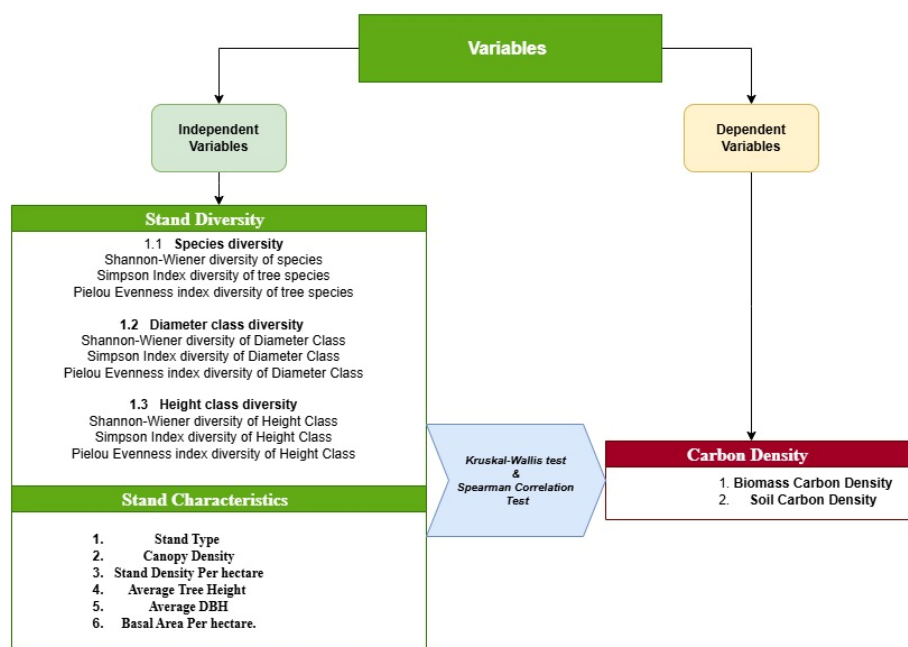 Variables
Independent
Variables
Dependent
Variables
Stand Diversity
1.1 Species diversity
Shannon-Wiener diversity of species
Simpson Index diversity of tree species
Pielou Evenness index diversity of tree species
1.2 Diameter class diversity
Shannon-Wiener diversity of Diameter Class
Simpson Index diversity of Diameter Class
Pielou Evenness index diversity of Diameter Class
1.3 Height class diversity
Shannon-Wiener diversity of Height Class
Simpson Index diversity of Height Class
Pielou Evenness index diversity of Height Class
Stand Characteristics
1. Stand Type
2. Canopy Density
3. Stand Density Per hectare
4. Average Tree Height
5. Average DBH
6. Basal Area Per hectare.
Kruskal-Wallis test
&
Spearman Correlation
Test
Carbon Density
1. Biomass Carbon Density
2. Soil Carbon Density